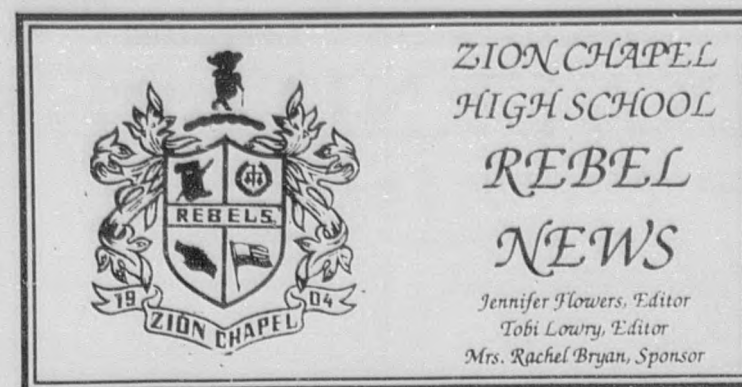 ZION CHAPEL
HIGH SCHOOL
REBEL
NEWS
Jennifer Flowers, Editor
Tobi Lowry, Editor
Mrs. Rachel Bryan, Sponsor
REBELS
19 04
ZION CHAPEL